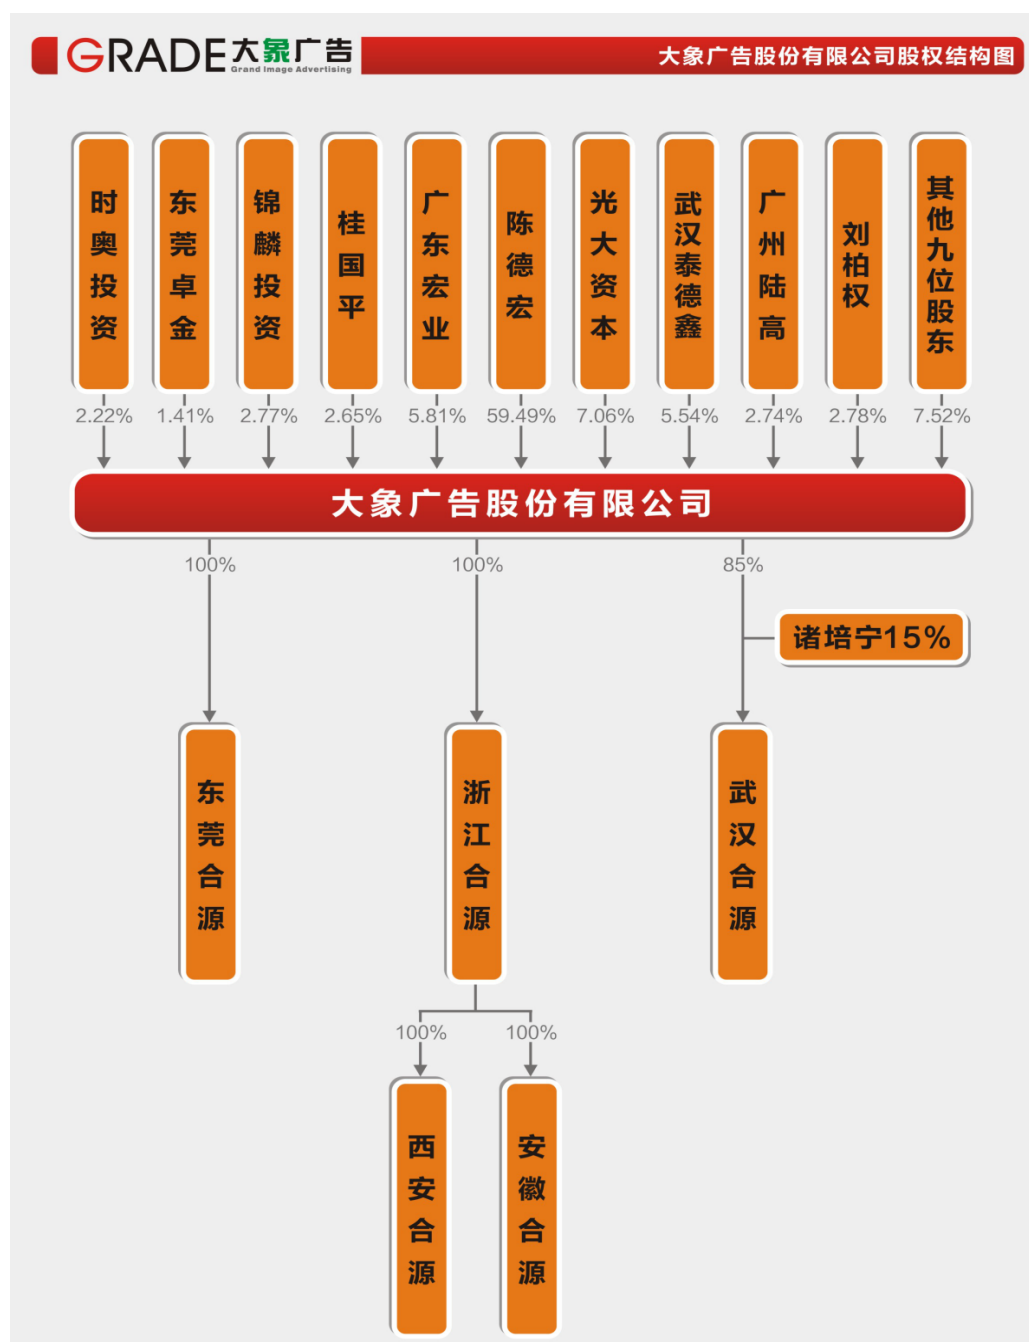 GRADE大象广告
Grand Image Advertising
大象广告股份有限公司股权结构图
时奥投资
东莞卓金
锦麟投资
桂国平
广东宏业
陈德宏
光大资本
武汉泰德鑫
广州陆高
刘柏权
其他九位股东
2.22%
1.41%
2.77%
2.65%
5.81%
59.49%
7.06%
5.54%
2.74%
2.78%
7.52%
大象广告股份有限公司
100%
100%
85%
诸培宁15%
东莞合源
浙江合源
武汉合源
100%
100%
西安合源
安徽合源